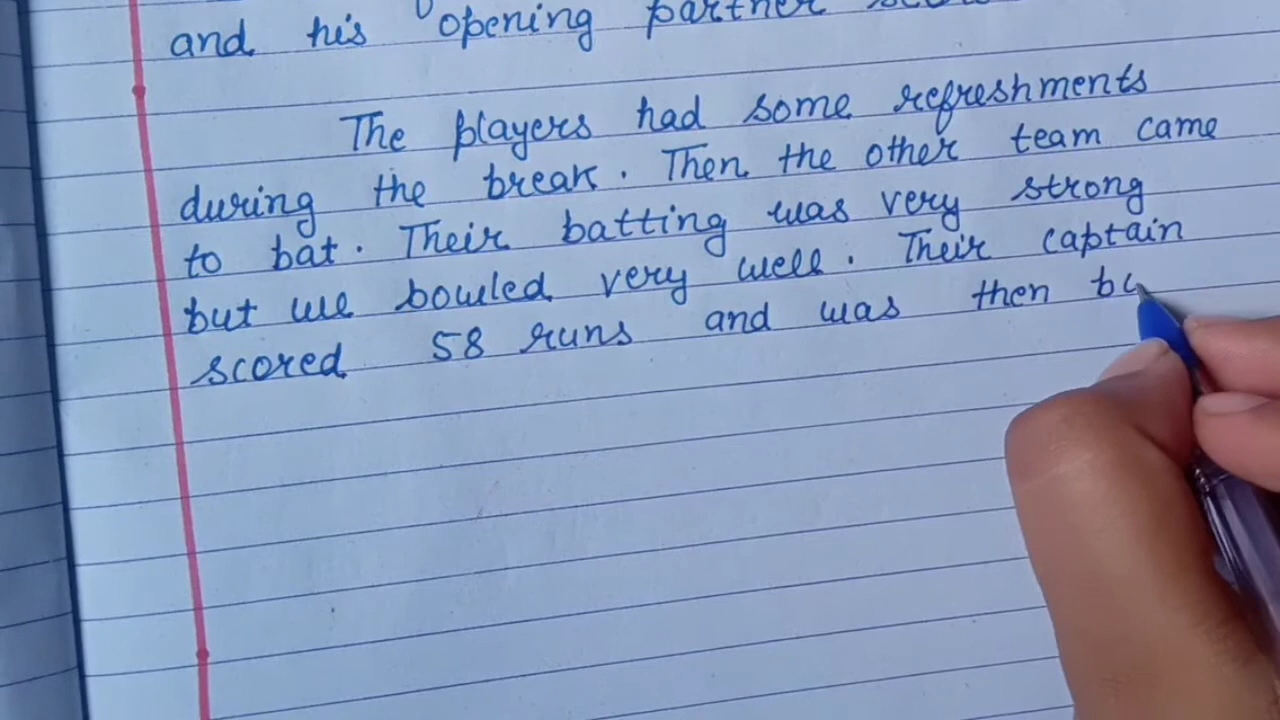 and his opening partner
The players had some refreshments
during the break. Then the other team came
to bat. Their batting was very strong
but we bowled very well. Their captain
scored 58 runs and was then